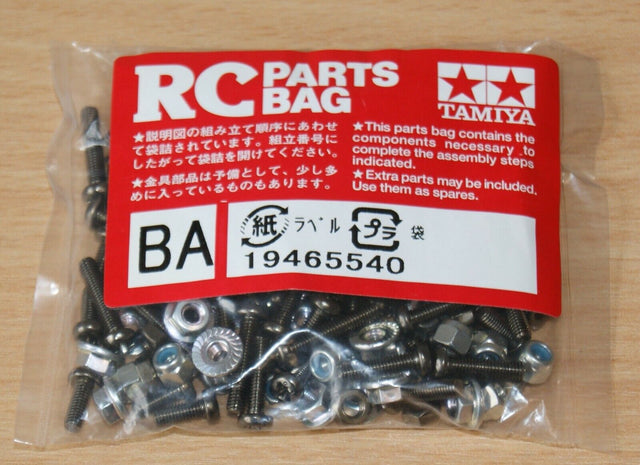 RC PARTS BAG
TAMIYA
★説明図の組み立て順序にあわせ
て袋詰されています。組立番号に
したがって袋詰を開けてください。
★金具部品は予備として、少し多
めに入っているものもあります。
★This parts bag contains the
components necessary to
complete the assembly steps
indicated.
★Extra parts may be included.
Use them as spares.
BA
紙 ラベル プラ 袋
19465540